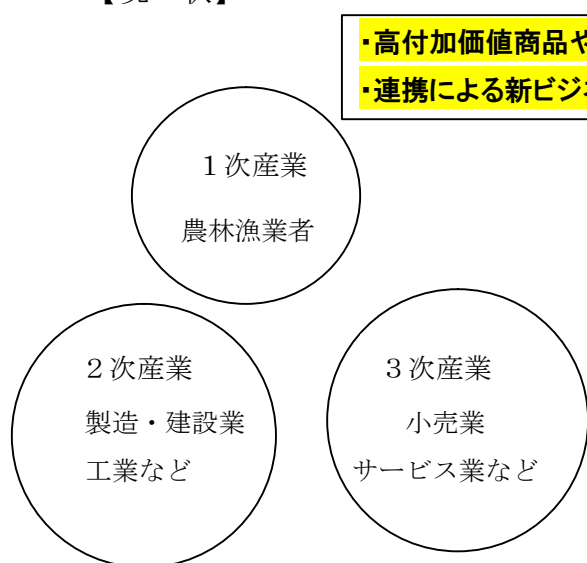 ・高付加価値商品や
・連携による新ビジ
１次産業
農林漁業者
２次産業
製造・建設業
工業など
３次産業
小売業
サービス業など